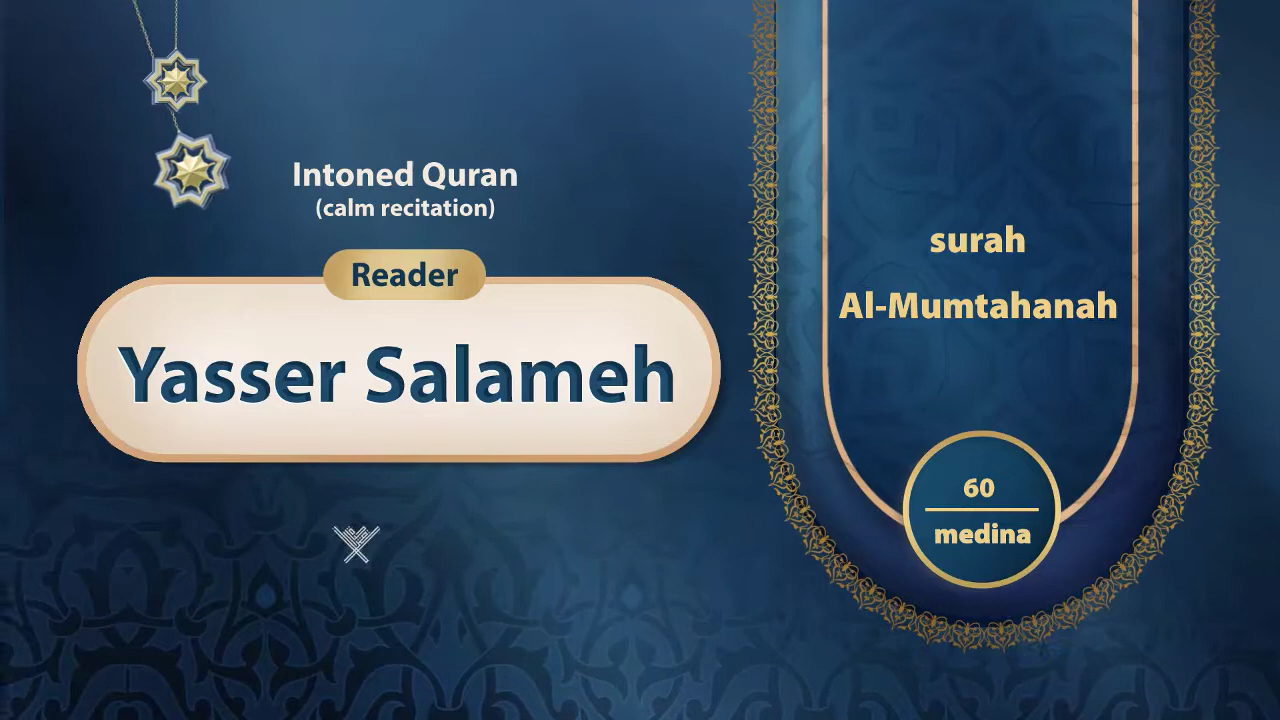 Intoned Quran
(calm recitation)
Reader
Yasser Salameh
surah
Al-Mumtahanah
60
medina